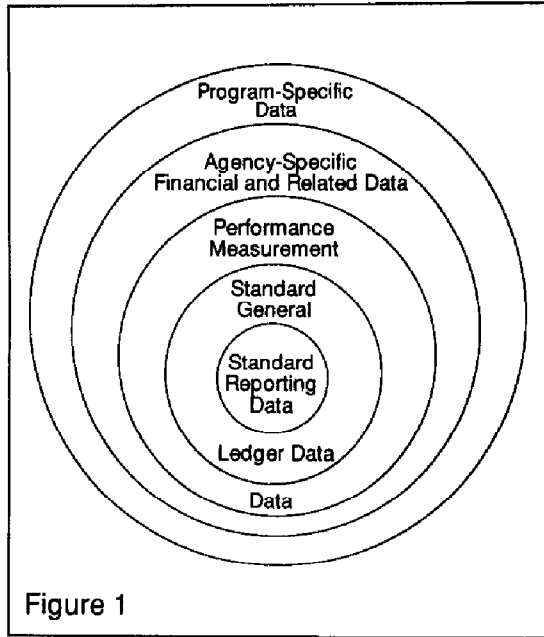 Program-Specific
Data
Agency-Specific
Financial and Related Data
Performance
Measurement
Standard
General
Standard
Reporting
Data
Ledger Data
Data
Figure 1